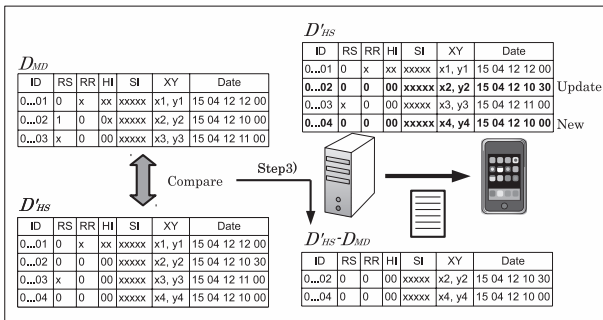 D_MD
ID RS RR HI SI XY Date
0...01 0 x xx xxxxx x1, y1 15 04 12 12 00
0...02 1 0 0x xxxxx x2, y2 15 04 12 10 00
0...03 x 0 00 xxxxx x3, y3 15 04 12 11 00
Compare
D'_HS
ID RS RR HI SI XY Date
0...01 0 x xx xxxxx x1, y1 15 04 12 12 00
0...02 0 0 00 xxxxx x2, y2 15 04 12 10 30
0...03 x 0 00 xxxxx x3, y3 15 04 12 11 00
0...04 0 0 00 xxxxx x4, y4 15 04 12 10 00
Step3)
D'_HS
ID RS RR HI SI XY Date
0...01 0 x xx xxxxx x1, y1 15 04 12 12 00
0...02 0 0 00 xxxxx x2, y2 15 04 12 10 30 Update
0...03 x 0 00 xxxxx x3, y3 15 04 12 11 00
0...04 0 0 00 xxxxx x4, y4 15 04 12 10 00 New
D'_HS-D_MD
ID RS RR HI SI XY Date
0...02 0 0 00 xxxxx x2, y2 15 04 12 10 30
0...04 0 0 00 xxxxx x4, y4 15 04 12 10 00